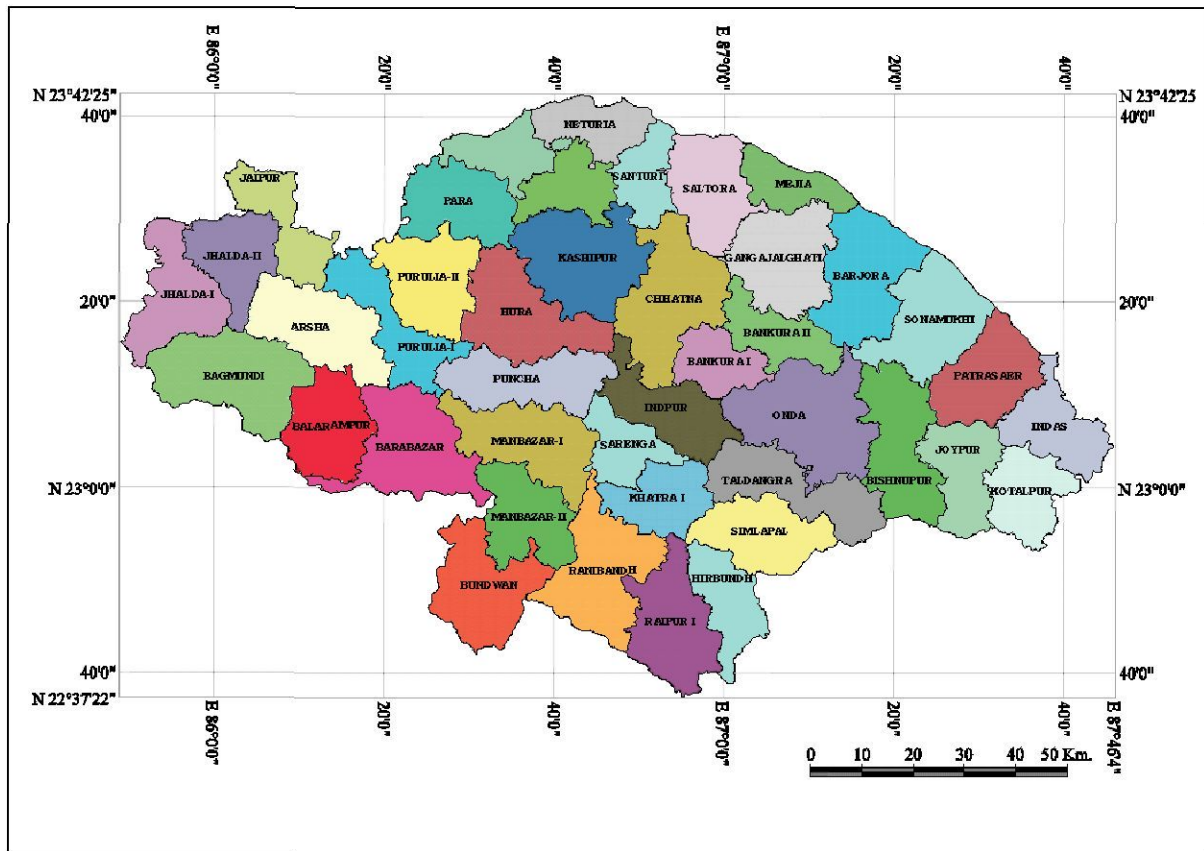 E 86°0'0"
20'0"
40'0"
E 87°0'0"
20'0"
40'0"
N 23°42'25
N 23°42'25
40'0"
40'0"
NETURIA
JAIPUR
SANTURI
SALTORA
MEJIA
PARA
JHALDA-II
PURULIA-II
KASHIPUR
GANGAJALGHATI
BARJORA
JHALDA-I
CHHATNA
20'0"
20'0"
ARSHA
HURA
SONAMUKHI
BANKURA II
PURULIA-I
BANKURA I
BAGMUNDI
PUNCHA
PATRASAER
INDPUR
ONDA
BALARAMPUR
INDAS
BARABAZAR
MANBAZAR-I
SARENGA
JOYPUR
TALDANGRA
BISHNUPUR
N 23°0'0"
N 23°0'0"
KHATRA I
KOTALPUR
MANBAZAR-II
SIMLAPAL
BUNDWAN
RANIBANDH
HIRBUNDH
RAIPUR I
40'0"
40'0"
N 22°37'22"
E 86°0'0"
20'0"
40'0"
E 87°0'0"
20'0"
40'0"
E 87°46'4"
0 10 20 30 40 50 Km.